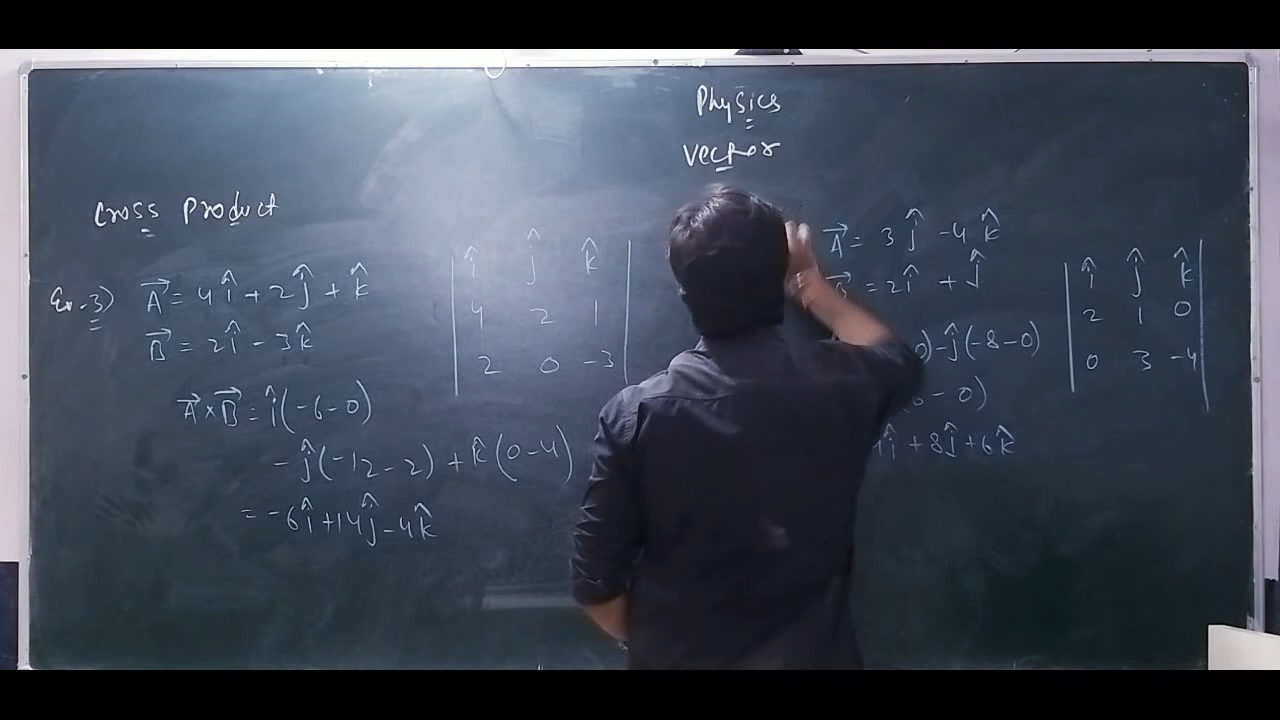 Physics
Vector
Cross Product
Ex-3) A⃗ = 4î + 2ĵ + k̂
B⃗ = 2î - 3k̂
A⃗ × B⃗ = î(-6-0)
- ĵ(-12-2) + k̂(0-4)
= -6î + 14ĵ - 4k̂
| î ĵ k̂ |
| 4 2 1 |
| 2 0 -3 |
A⃗ = 3ĵ - 4k̂
B⃗ = 2î + ĵ
0) - ĵ(-8-0)
- 0)
î + 8ĵ + 6k̂
| î ĵ k̂ |
| 2 1 0 |
| 0 3 -4 |